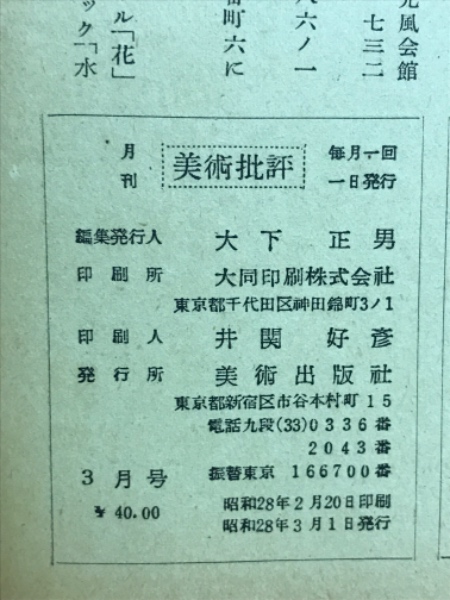 光風会館
七三二
八六ノ一
町六に
ル「花」
ック「水
月刊
美術批評
毎月一回
一日発行
編集発行人 大下正男
印刷所 大同印刷株式会社
東京都千代田区神田錦町3ノ1
印刷人 井関好彦
発行所 美術出版社
東京都新宿区市谷本村町15
電話九段(33)0336番
2043番
3月号 振替東京 166700番
¥40.00 昭和28年2月20日印刷
昭和28年3月1日発行